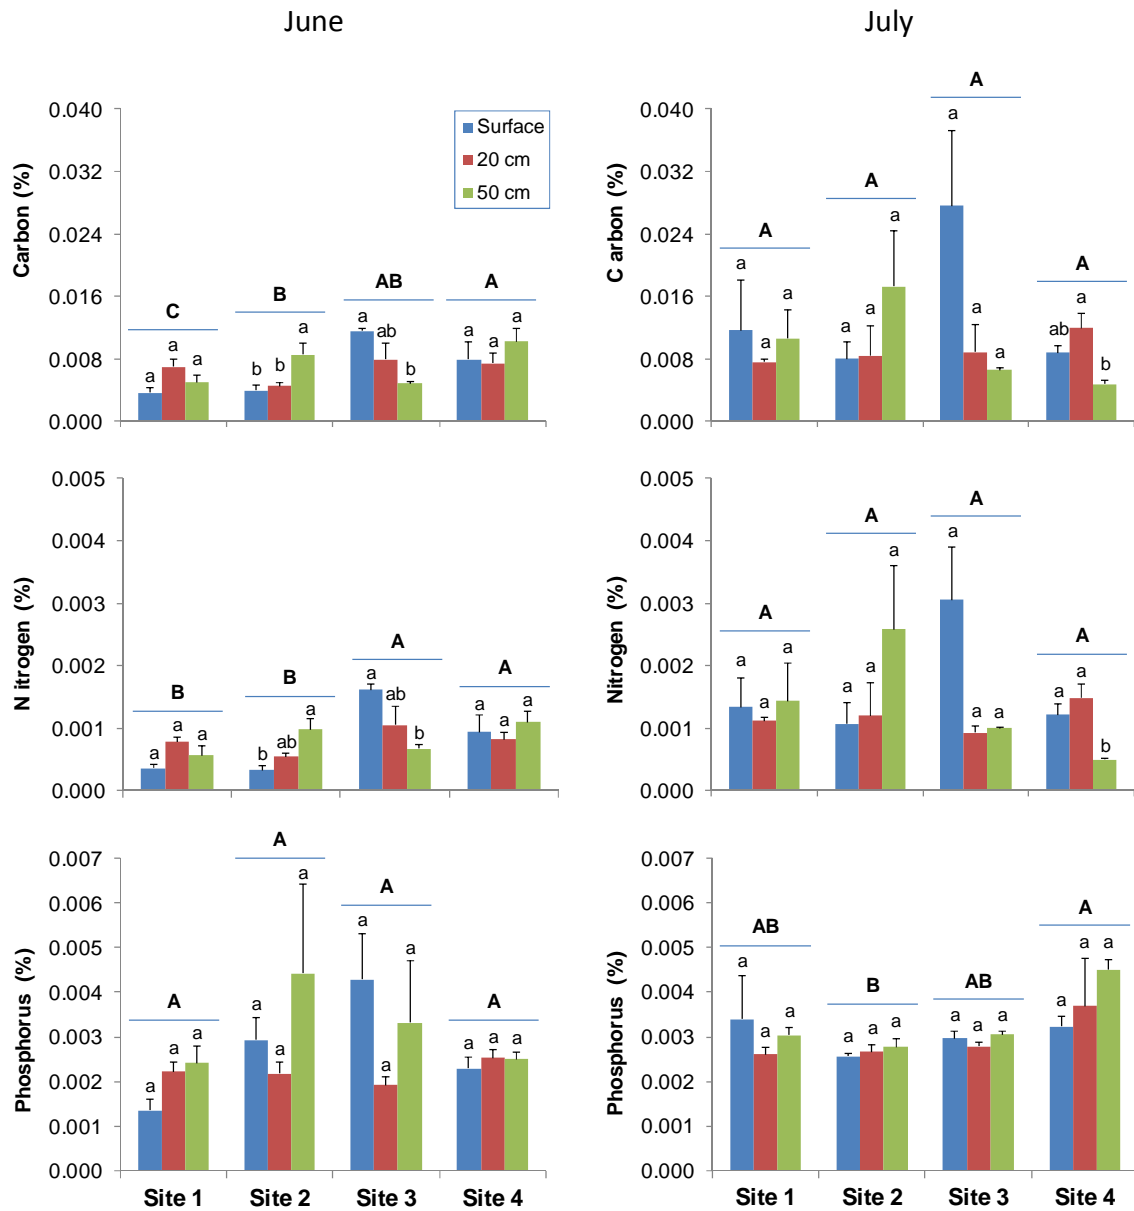 June
July
0.040
0.032
0.024
0.016
0.008
0.000
Carbon (%)
Surface
20 cm
50 cm
C
a a a
B
b b a
AB
a ab b
A
a a a
0.040
0.032
0.024
0.016
0.008
0.000
C arbon (%)
A
a a a
A
a a a
A
a a a
A
ab a b
0.005
0.004
0.003
0.002
0.001
0.000
N itrogen (%)
B
a a a
B
b ab a
A
a ab b
A
a a a
0.005
0.004
0.003
0.002
0.001
0.000
Nitrogen (%)
A
a a a
A
a a a
A
a a a
A
a a b
0.007
0.006
0.005
0.004
0.003
0.002
0.001
0.000
Phosphorus (%)
A
a a a
A
a a a
A
a a a
A
a a a
Site 1 Site 2 Site 3 Site 4
0.007
0.006
0.005
0.004
0.003
0.002
0.001
0.000
Phosphorus (%)
AB
a a a
B
a a a
AB
a a a
A
a a a
Site 1 Site 2 Site 3 Site 4